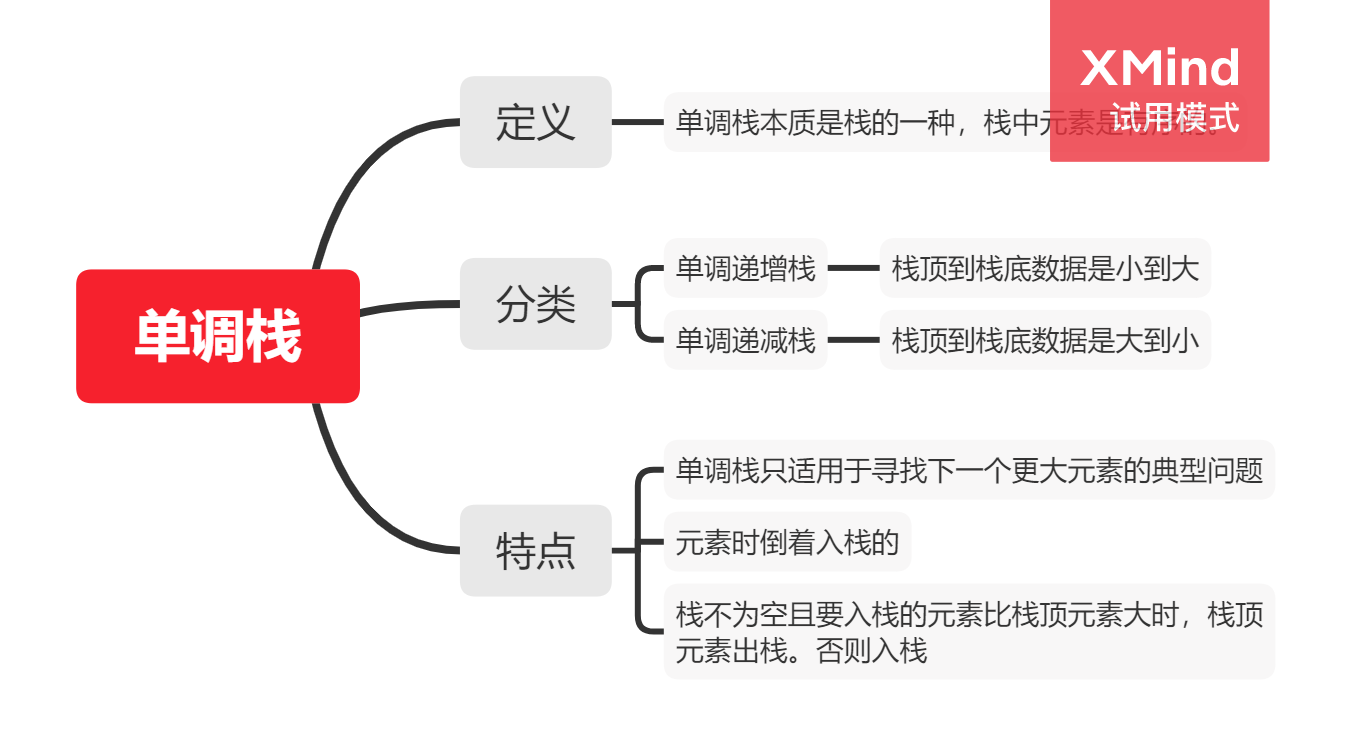 XMind
试用模式
定义
单调栈本质是栈的一种，栈中元素是有序的。
单调栈
分类
单调递增栈
栈顶到栈底数据是小到大
单调递减栈
栈顶到栈底数据是大到小
特点
单调栈只适用于寻找下一个更大元素的典型问题
元素时倒着入栈的
栈不为空且要入栈的元素比栈顶元素大时，栈顶
元素出栈。否则入栈